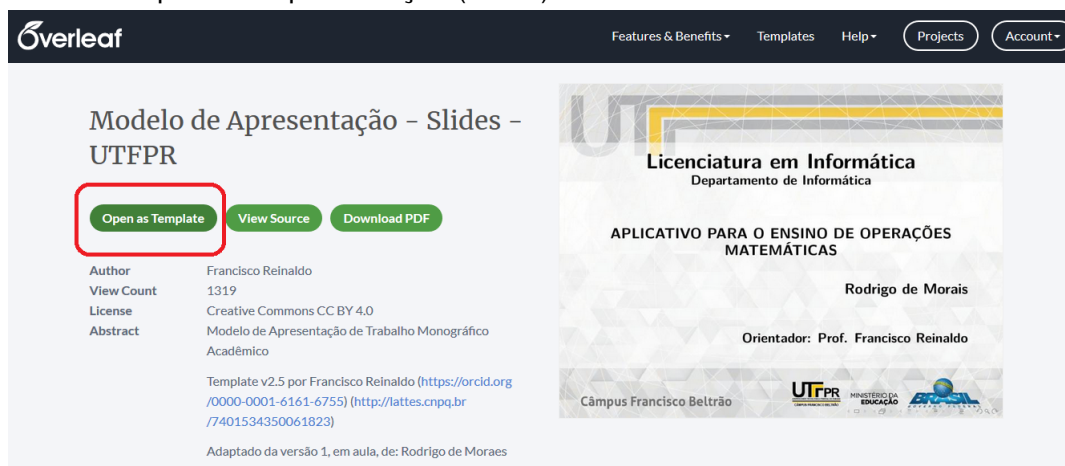 Overleaf
Features & Benefits
Templates
Help
Projects
Account
Modelo de Apresentação - Slides -
UTFPR
Open as Template
View Source
Download PDF
Author Francisco Reinaldo
View Count 1319
License Creative Commons CC BY 4.0
Abstract Modelo de Apresentação de Trabalho Monográfico
Acadêmico
Template v2.5 por Francisco Reinaldo (https://orcid.org
/0000-0001-6161-6755) (http://lattes.cnpq.br
/7401534350061823)
Adaptado da versão 1, em aula, de: Rodrigo de Moraes
UT
Licenciatura em Informática
Departamento de Informática
APLICATIVO PARA O ENSINO DE OPERAÇÕES
MATEMÁTICAS
Rodrigo de Morais
Orientador: Prof. Francisco Reinaldo
Câmpus Francisco Beltrão
UTFPR
MINISTÉRIO DA
EDUCAÇÃO
BRASIL